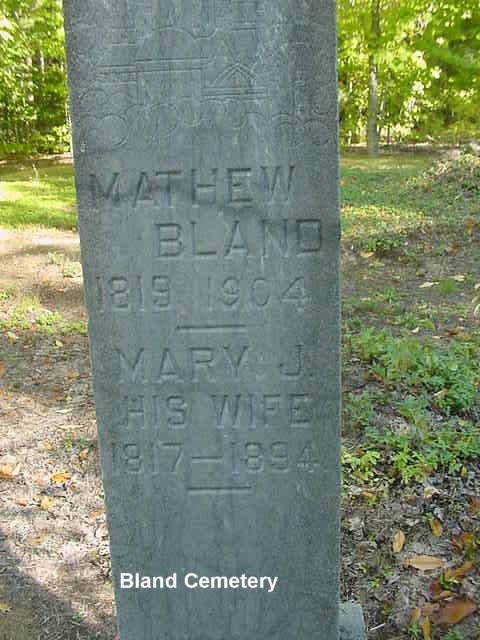 MATHEW
BLAND
1819 1904
MARY J.
HIS WIFE
1817—1894
Bland Cemetery